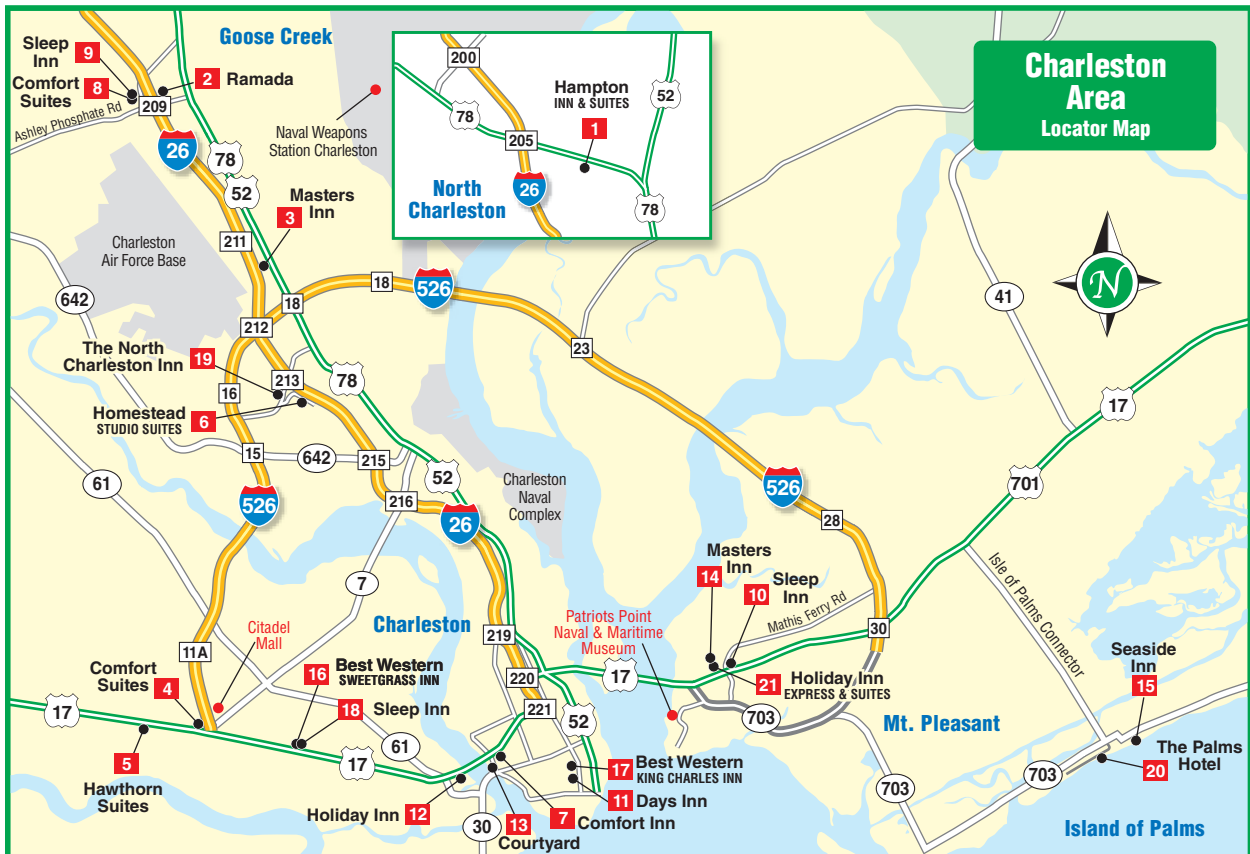 Charleston
Area
Locator Map
Goose Creek
Sleep
Inn
9
Comfort
Suites
8
2
Ramada
209
Ashley Phosphate Rd
26
78
52
Naval Weapons
Station Charleston
200
78
205
Hampton
INN & SUITES
1
52
North
Charleston
26
78
Masters
Inn
3
211
Charleston
Air Force Base
642
18
18
526
212
41
N
The North
Charleston Inn
19
213
78
23
16
Homestead
STUDIO SUITES
6
17
15
642
215
61
52
216
526
26
Charleston
Naval
Complex
526
28
701
7
Masters
Inn
14
Sleep
Inn
10
Mathis Ferry Rd
Isle of Palms Connector
Charleston
Patriots Point
Naval & Maritime
Museum
219
30
Citadel
Mall
11A
Comfort
Suites
4
16
Best Western
SWEETGRASS INN
18
Sleep Inn
220
17
21
Holiday Inn
EXPRESS & SUITES
Seaside
Inn
15
17
221
52
703
Mt. Pleasant
61
17
5
Hawthorn
Suites
17
Best Western
KING CHARLES INN
11
Days Inn
The Palms
Hotel
20
703
703
Holiday Inn
12
30
13
Courtyard
7
Comfort Inn
Island of Palms